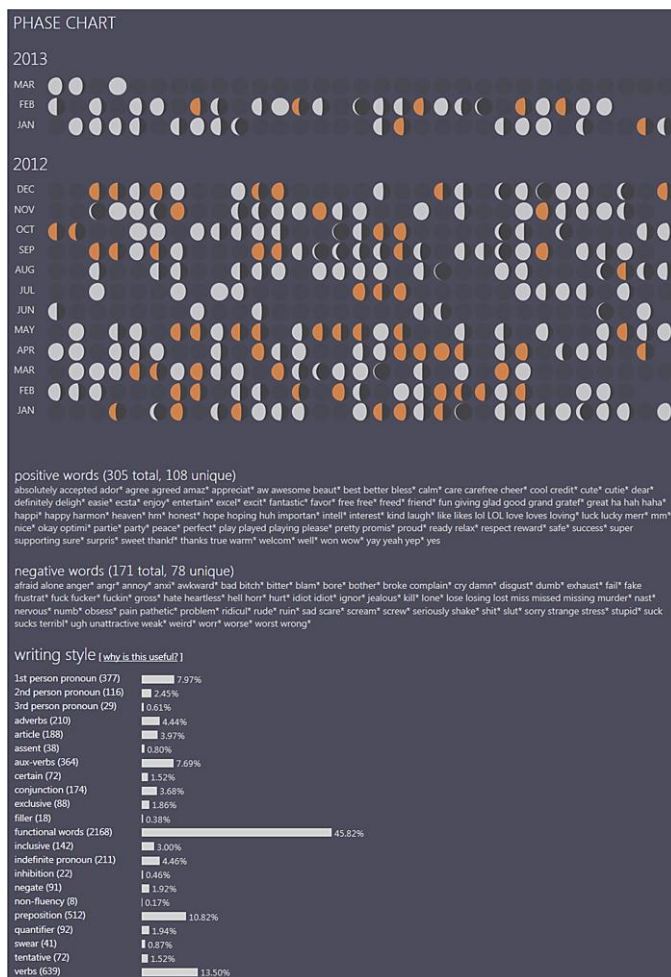 PHASE CHART
2013
MAR
FEB
JAN
2012
DEC
NOV
OCT
SEP
AUG
JUL
JUN
MAY
APR
MAR
FEB
JAN
positive words (305 total, 108 unique)
absolutely accepted ador* agree agreed amaz* appreciat* aw awesome beaut* best better bless* calm* care carefree cheer* cool credit* cute* cutie* dear*
definitely deligh* easie* ecsta* enjoy* entertain* excel* excit* fantastic* favor* free free* freed* friend* fun giving glad good grand gratef* great ha hah haha*
happi* happy harmon* heaven* hm* honest* hope hoping huh important* intell* interest* kind laugh* like likes lol LOL love loves loving* luck lucky merr* mm*
nice* okay optimi* partie* party* peace* perfect* play played playing please* pretty promis* proud* ready relax* respect reward* safe* success* super
supporting sure* surpris* sweet thankf* thanks true warm* welcom* well* won wow* yay yeah yep* yes
negative words (171 total, 78 unique)
afraid alone anger* angr* annoy* anxi* awkward* bad bitch* bitter* blam* bore* bother* broke complain* cry damn* disgust* dumb* exhaust* fail* fake
frustrat* fuck fucker* fuckin* gross* hate heartless* hell horr* hurt* idiot idiot* ignor* jealous* kill* lone* lose losing lost miss missed missing murder* nast*
nervous* numb* obsess* pain pathetic* problem* ridicul* rude* ruin* sad scare* scream* screw* seriously shake* shit* slut* sorry strange stress* stupid* suck
sucks terribl* ugh unattractive weak* weird* worr* worse* worst wrong*
writing style [ why is this useful? ]
1st person pronoun (377) 7.97%
2nd person pronoun (116) 2.45%
3rd person pronoun (29) 0.61%
adverbs (210) 4.44%
article (188) 3.97%
assent (38) 0.80%
aux-verbs (364) 7.69%
certain (72) 1.52%
conjunction (174) 3.68%
exclusive (88) 1.86%
filler (18) 0.38%
functional words (2168) 45.82%
inclusive (142) 3.00%
indefinite pronoun (211) 4.46%
inhibition (22) 0.46%
negate (91) 1.92%
non-fluency (8) 0.17%
preposition (512) 10.82%
quantifier (92) 1.94%
swear (41) 0.87%
tentative (72) 1.52%
verbs (639) 13.50%